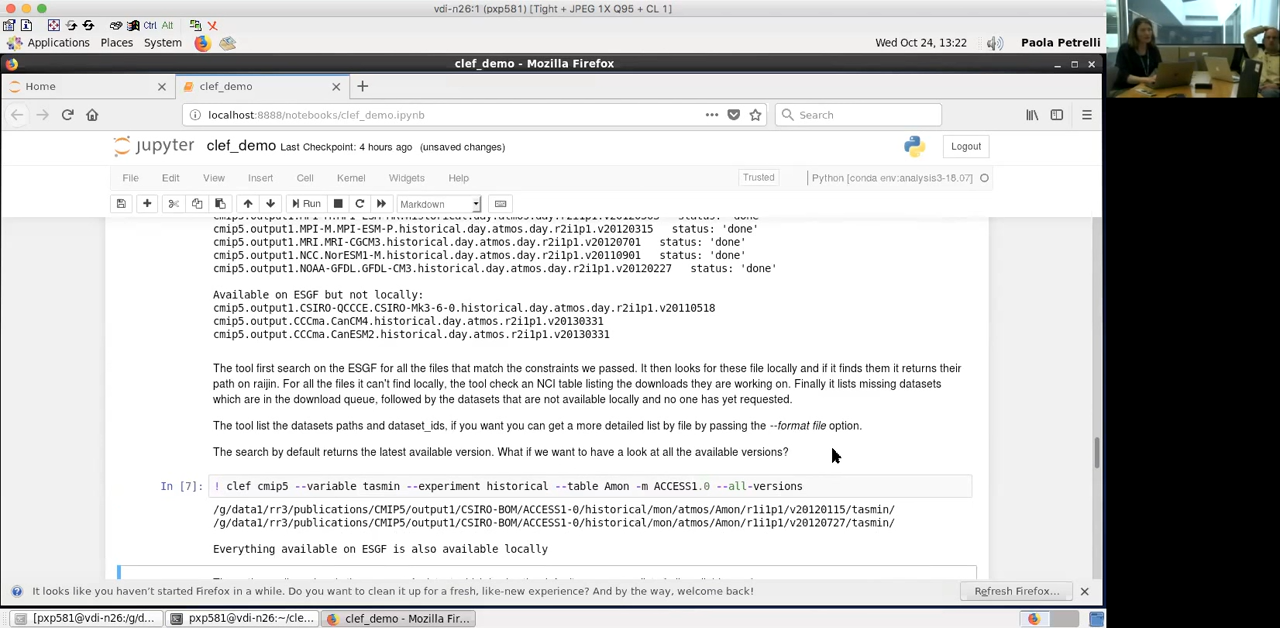 vdi-n26:1 (pxp581) [Tight + JPEG 1X Q95 + CL 1]
Ctrl Alt
Applications Places System Wed Oct 24, 13:22 Paola Petrelli
clef_demo - Mozilla Firefox
Home clef_demo
localhost:8888/notebooks/clef_demo.ipynb Search
jupyter clef_demo Last Checkpoint: 4 hours ago (unsaved changes) Logout
File Edit View Insert Cell Kernel Widgets Help Trusted Python [conda env:analysis3-18.07]
Run Markdown
cmip5.output1.MPI-M.MPI-ESM-P.historical.day.atmos.day.r2i1p1.v20120315 status: 'done'
cmip5.output1.MRI.MRI-CGCM3.historical.day.atmos.day.r2i1p1.v20120701 status: 'done'
cmip5.output1.NCC.NorESM1-M.historical.day.atmos.day.r2i1p1.v20110901 status: 'done'
cmip5.output1.NOAA-GFDL.GFDL-CM3.historical.day.atmos.day.r2i1p1.v20120227 status: 'done'
Available on ESGF but not locally:
cmip5.output1.CSIRO-QCCCE.CSIRO-Mk3-6-0.historical.day.atmos.day.r2i1p1.v20110518
cmip5.output.CCCma.CanCM4.historical.day.atmos.day.r2i1p1.v20130331
cmip5.output.CCCma.CanESM2.historical.day.atmos.day.r2i1p1.v20130331
The tool first search on the ESGF for all the files that match the constraints we passed. It then looks for these file locally and if it finds them it returns their
path on raijin. For all the files it can't find locally, the tool check an NCI table listing the downloads they are working on. Finally it lists missing datasets
which are in the download queue, followed by the datasets that are not available locally and no one has yet requested.
The tool list the datasets paths and dataset_ids, if you want you can get a more detailed list by file by passing the --format file option.
The search by default returns the latest available version. What if we want to have a look at all the available versions?
In [7]: ! clef cmip5 --variable tasmin --experiment historical --table Amon -m ACCESS1.0 --all-versions
/g/data1/rr3/publications/CMIP5/output1/CSIRO-BOM/ACCESS1-0/historical/mon/atmos/Amon/r1i1p1/v20120115/tasmin/
/g/data1/rr3/publications/CMIP5/output1/CSIRO-BOM/ACCESS1-0/historical/mon/atmos/Amon/r1i1p1/v20120727/tasmin/
Everything available on ESGF is also available locally
It looks like you haven't started Firefox in a while. Do you want to clean it up for a fresh, like-new experience? And by the way, welcome back! Refresh Firefox...
[pxp581@vdi-n26:/g/d... pxp581@vdi-n26:~/cle... clef_demo - Mozilla Fir...